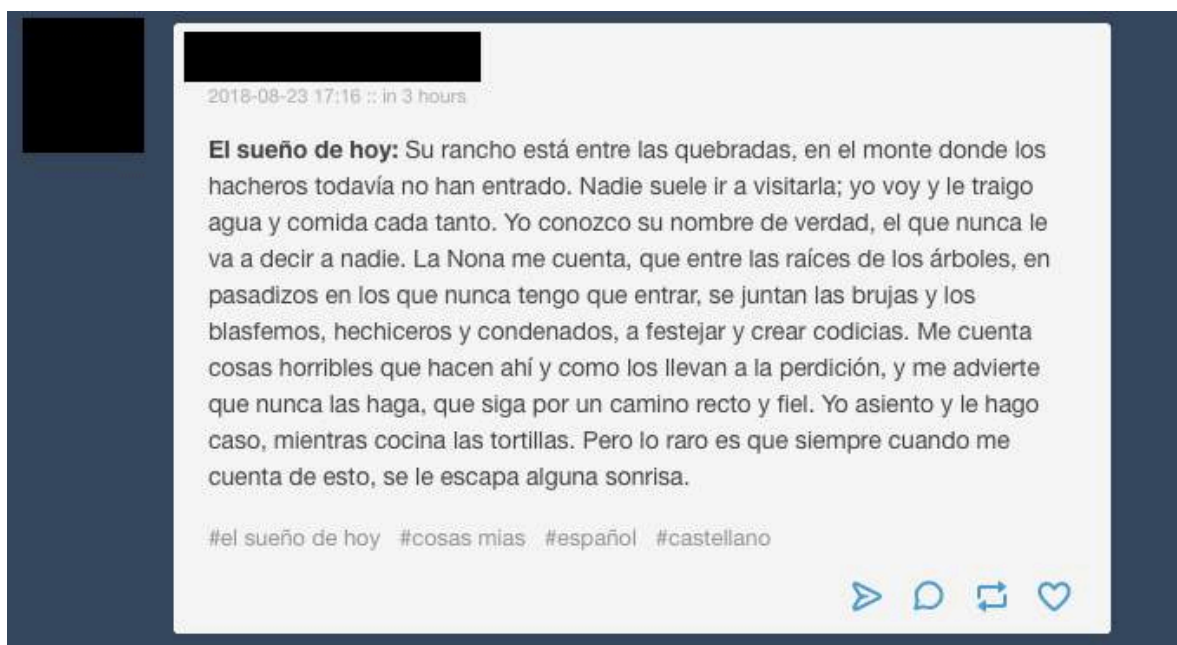 2018-08-23 17:16 :: in 3 hours
El sueño de hoy: Su rancho está entre las quebradas, en el monte donde los
hacheros todavía no han entrado. Nadie suele ir a visitarla; yo voy y le traigo
agua y comida cada tanto. Yo conozco su nombre de verdad, el que nunca le
va a decir a nadie. La Nona me cuenta, que entre las raíces de los árboles, en
pasadizos en los que nunca tengo que entrar, se juntan las brujas y los
blasfemos, hechiceros y condenados, a festejar y crear codicias. Me cuenta
cosas horribles que hacen ahí y como los llevan a la perdición, y me advierte
que nunca las haga, que siga por un camino recto y fiel. Yo asiento y le hago
caso, mientras cocina las tortillas. Pero lo raro es que siempre cuando me
cuenta de esto, se le escapa alguna sonrisa.
#el sueño de hoy #cosas mias #español #castellano